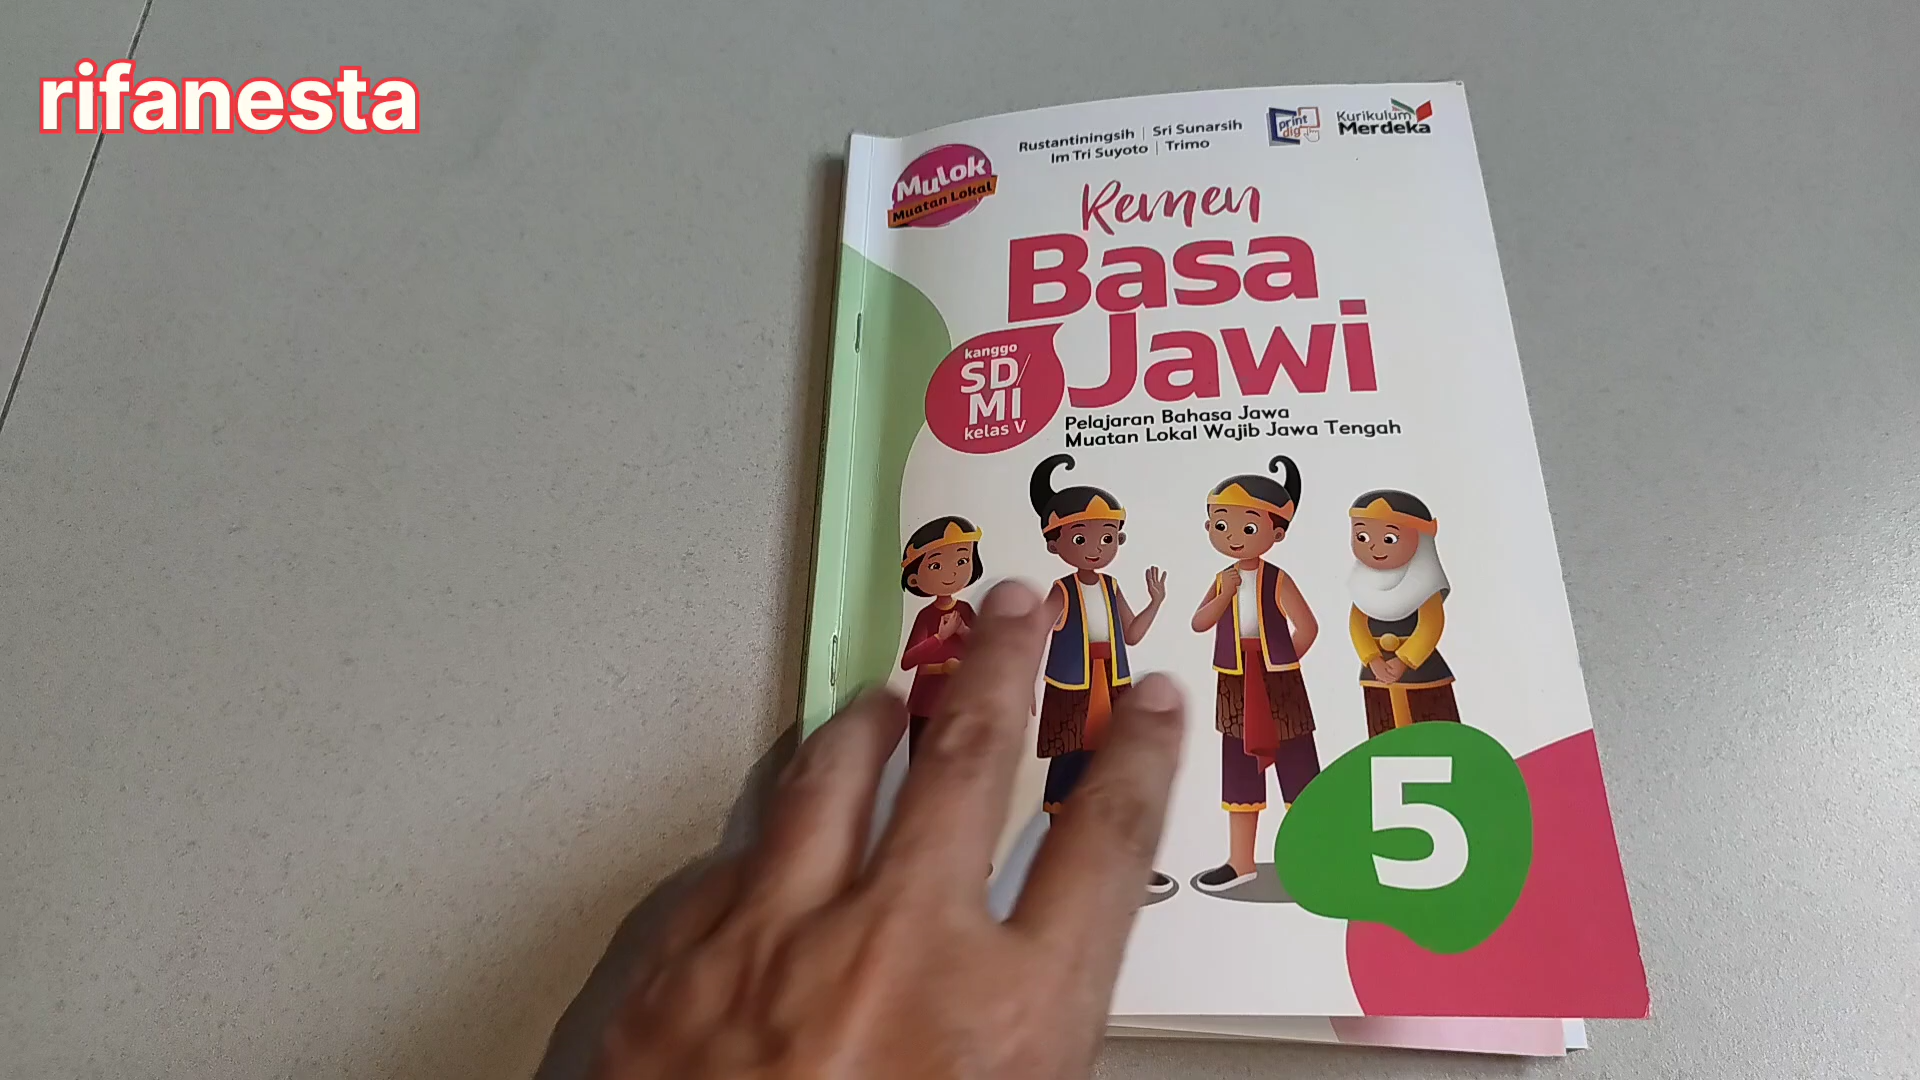 rifanesta
Rustantiningsih | Sri Sunarsih
Im Tri Suyoto | Trimo
print
dig
Kurikulum
Merdeka
Mulok
Muatan Lokal
Remen
Basa
Jawi
kanggo
SD/
MI
kelas V
Pelajaran Bahasa Jawa
Muatan Lokal Wajib Jawa Tengah
5